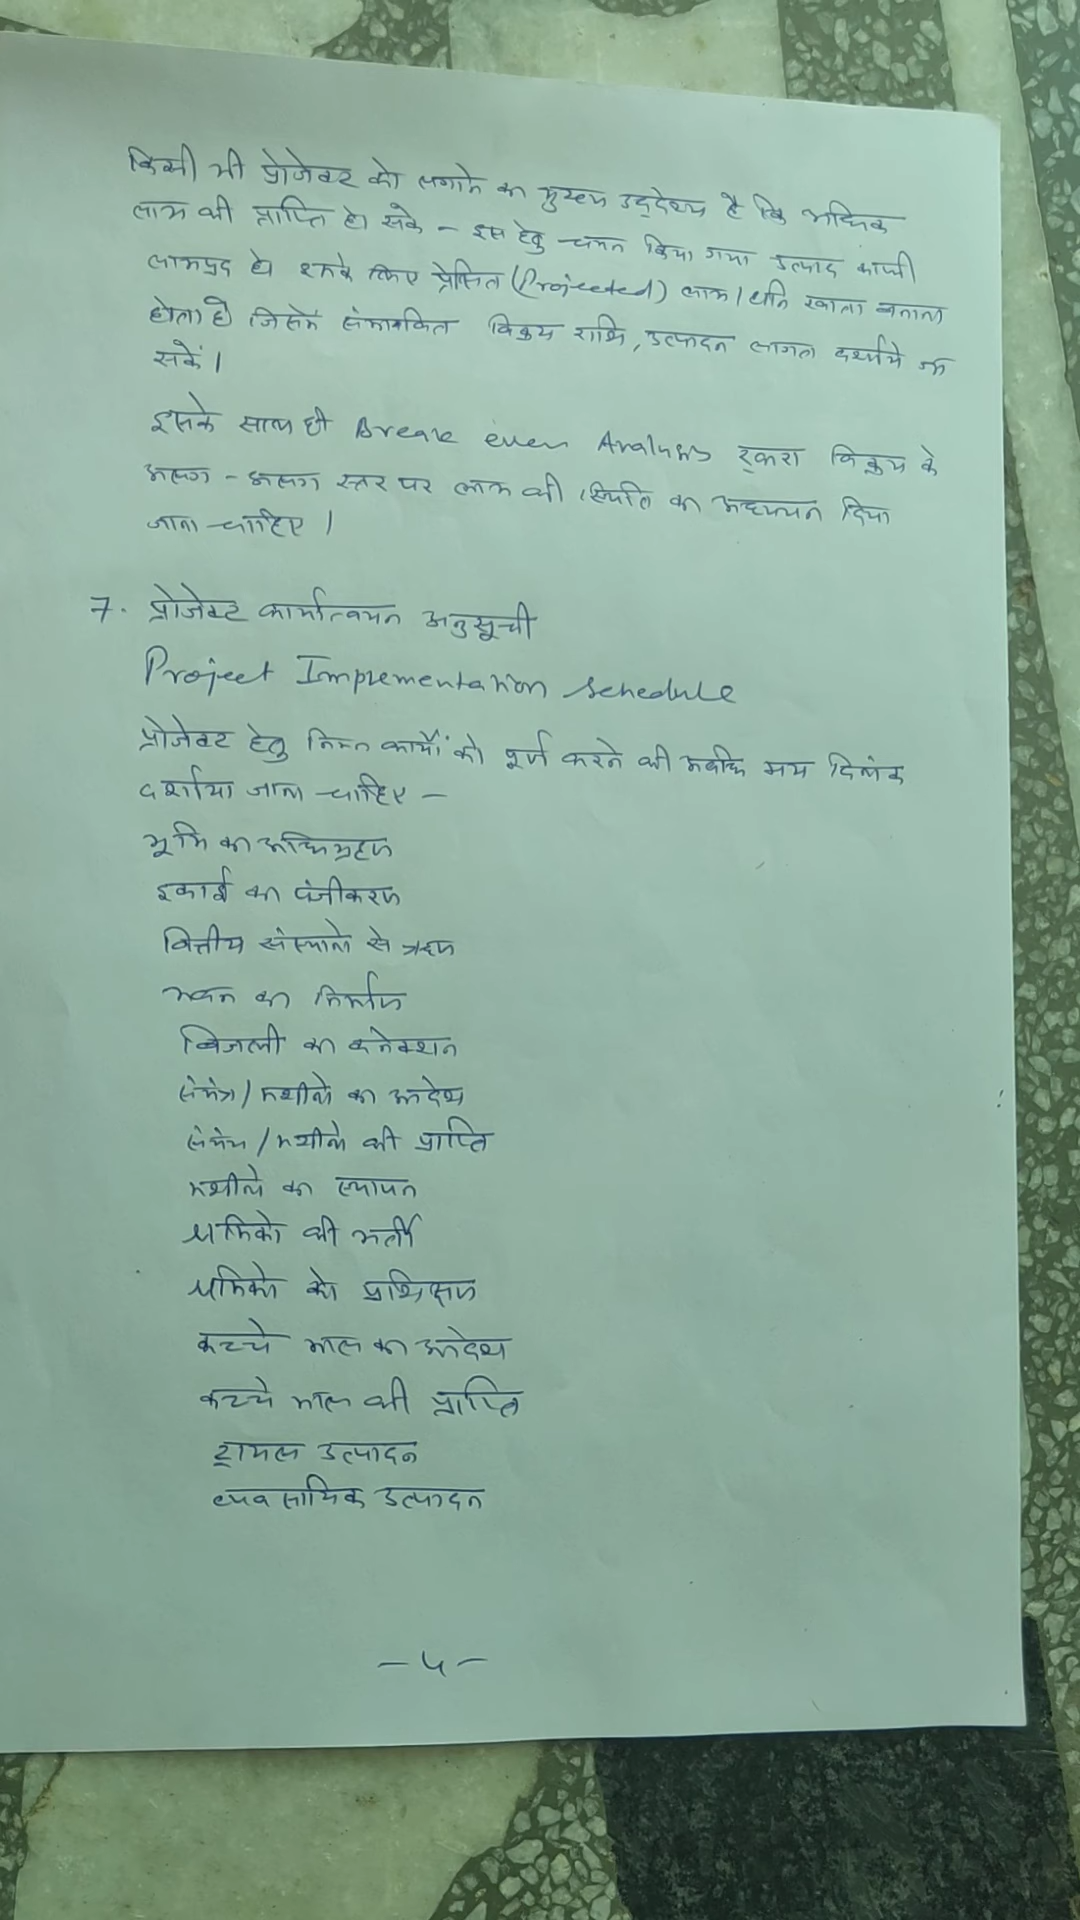 किसी भी प्रोजेक्ट को लगाने का मुख्य उद्देश्य है कि अधिक
लाभ की प्राप्ति हो सके - इस हेतु चयन किया गया उत्पाद काफी
लाभप्रद हो इसके लिए प्रेक्षित (Projected) लाभ / हानि खाता बनाना
होता है जिसमें संभावित विक्रय राशि, उत्पादन लागत दर्शाये जा
सकें ।
इसके साथ ही Break even Analysis द्वारा विक्रय के
अलग - अलग स्तर पर लाभ की स्थिति का अध्ययन किया
जाना चाहिए ।
7. प्रोजेक्ट कार्यान्वयन अनुसूची
Project Implementation Schedule
प्रोजेक्ट हेतु निम्न कार्यों को पूर्ण करने की अवधि मय दिनांक
दर्शाया जाना चाहिए -
भूमि का अधिग्रहण
इकाई का पंजीकरण
वित्तीय संस्थानो से ऋण
भवन का निर्माण
बिजली का कनेक्शन
संयंत्र / मशीनो का आदेश
संयंत्र / मशीनो की प्राप्ति
मशीनो का स्थापन
श्रमिको की भर्ती
श्रमिको को प्रशिक्षण
कच्चे माल का आदेश
कच्चे माल की प्राप्ति
ट्रायल उत्पादन
व्यवसायिक उत्पादन
- ५ -